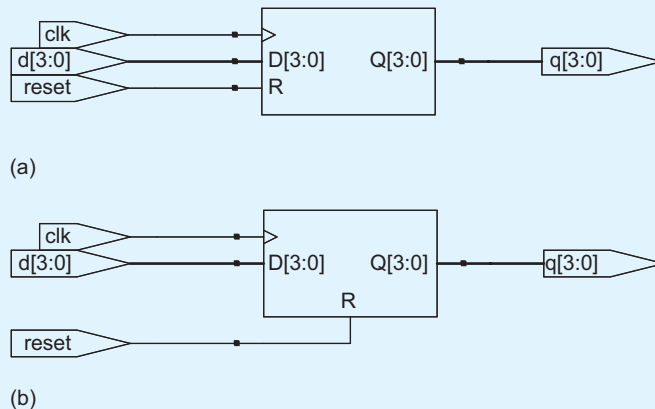 clk
d[3:0] D[3:0] Q[3:0] q[3:0]
reset R
(a)
clk
d[3:0] D[3:0] Q[3:0] q[3:0]
R
reset
(b)